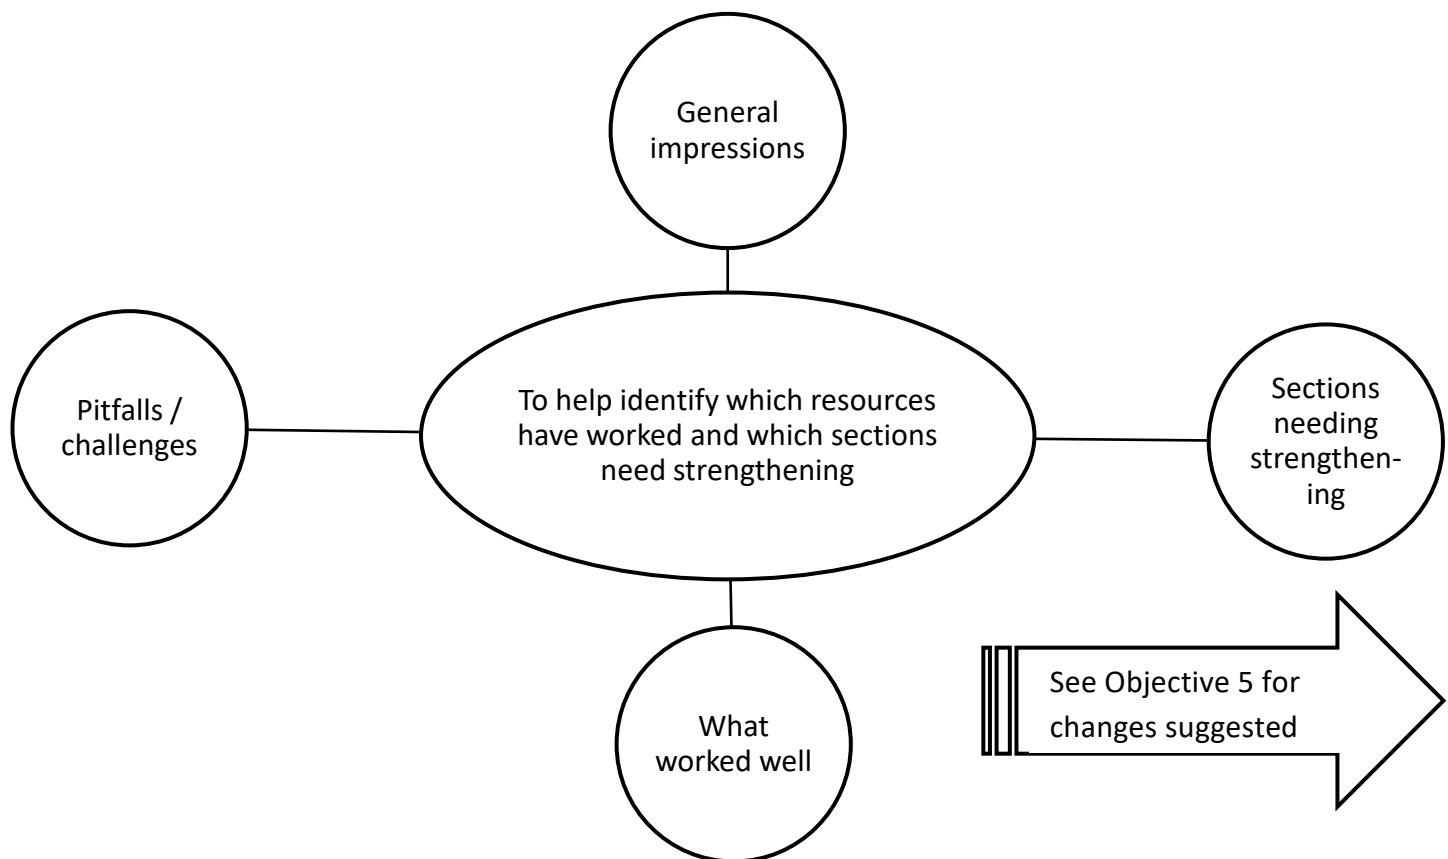 General
impressions
Pitfalls /
challenges
To help identify which resources
have worked and which sections
need strengthening
Sections
needing
strengthen-
ing
What
worked well
See Objective 5 for
changes suggested